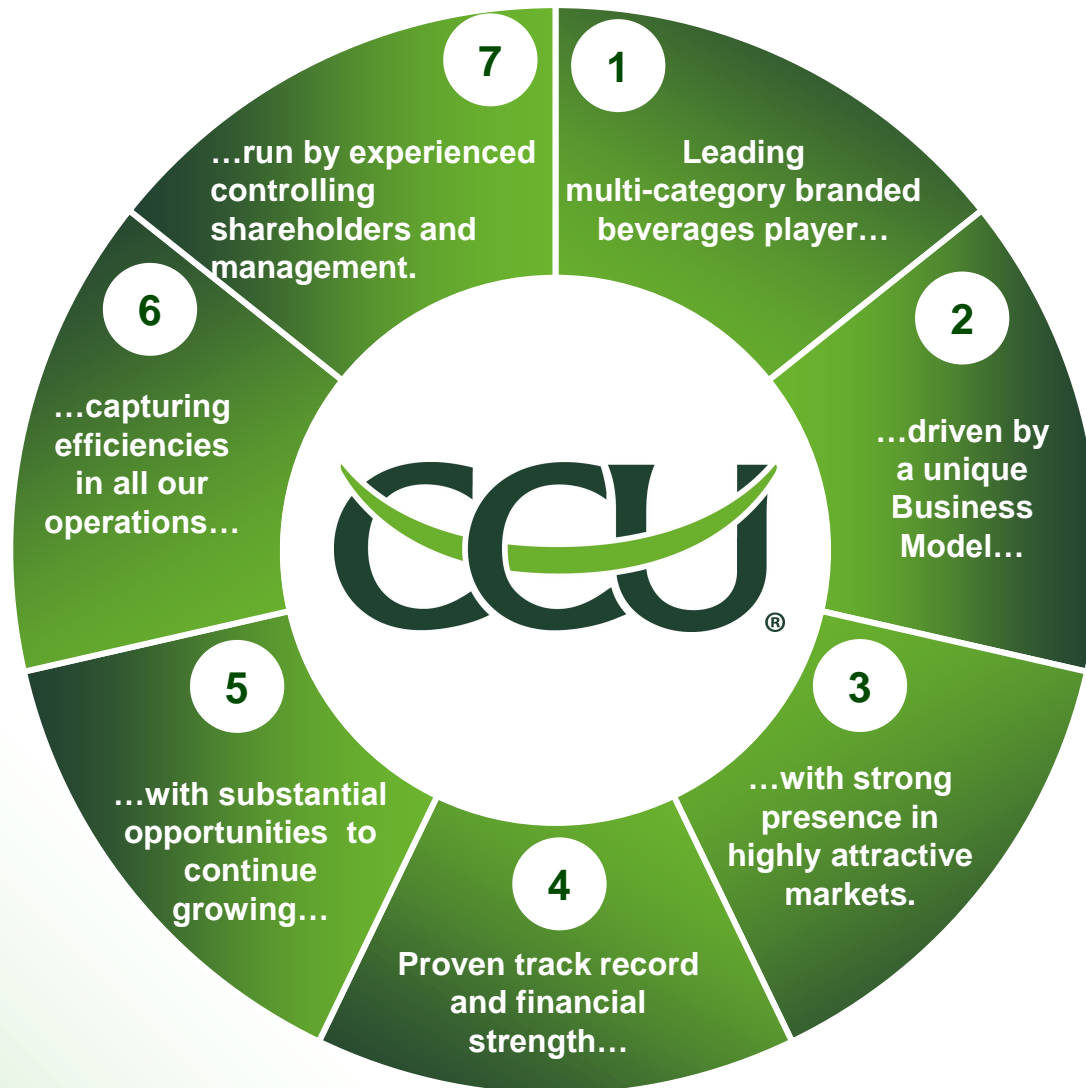 1
Leading
multi-category branded
beverages player…
2
…driven by
a unique
Business
Model…
3
…with strong
presence in
highly attractive
markets.
4
Proven track record
and financial
strength…
5
…with substantial
opportunities  to
continue
growing…
6
…capturing
efficiencies
in all our
operations…
7
…run by experienced
controlling
shareholders and
management.
CCU®